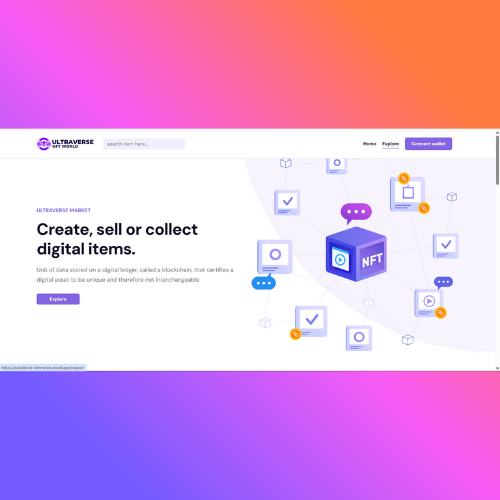 ULTRAVERSE
NFT WORLD
search item here...
Home
Explore
Connect wallet
ULTRAVERSE MARKET
Create, sell or collect
digital items.
Unit of data stored on a digital ledger, called a blockchain, that certifies a
digital asset to be unique and therefore not interchangeable
Explore
NFT